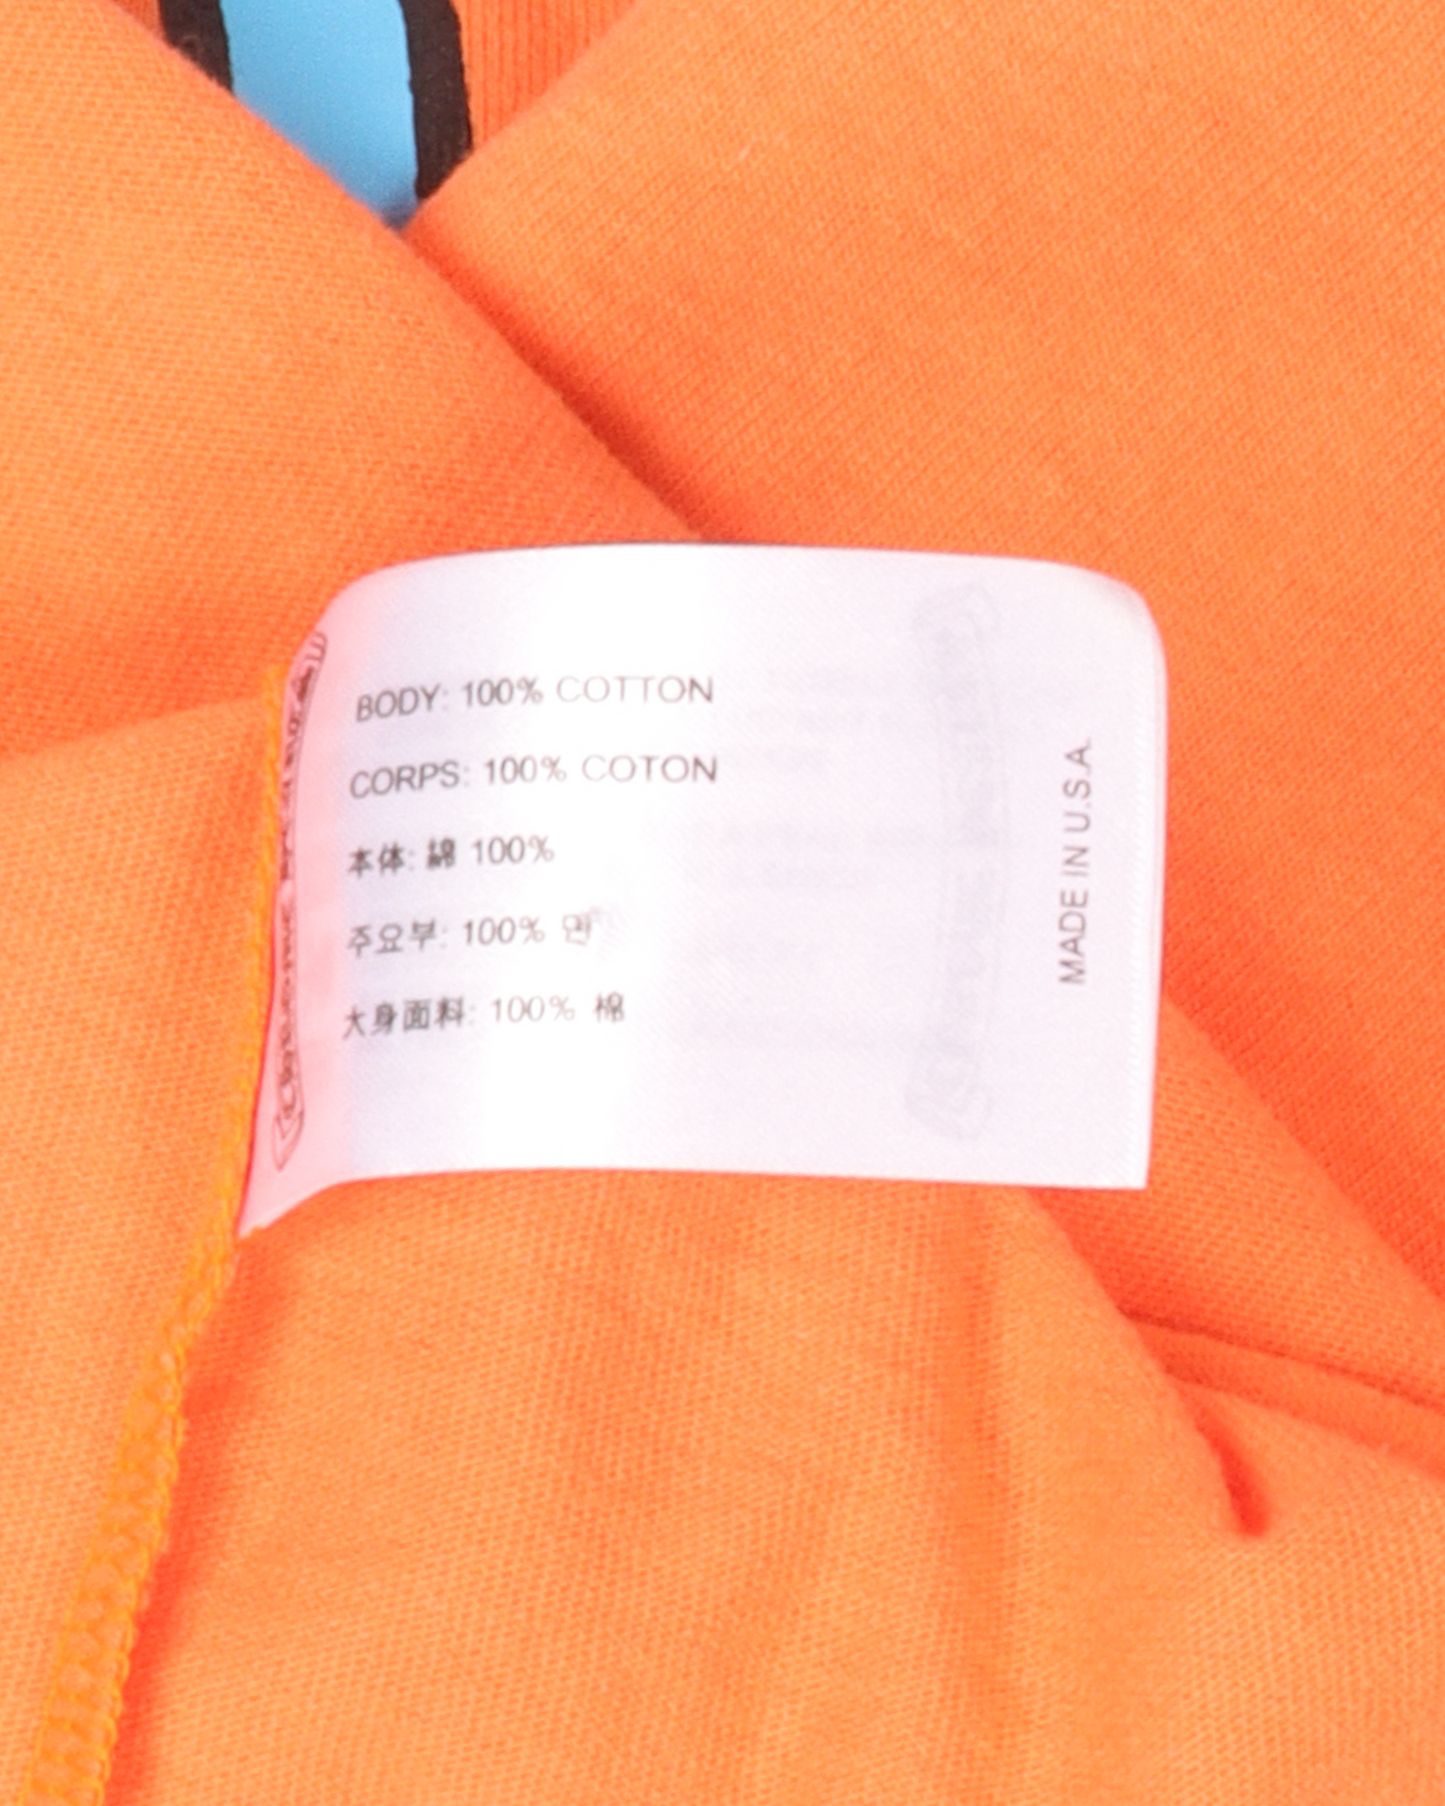 BODY: 100% COTTON
CORPS: 100% COTON
本体: 綿 100%
주요부: 100% 면
大身面料: 100% 棉
MADE IN U.S.A.